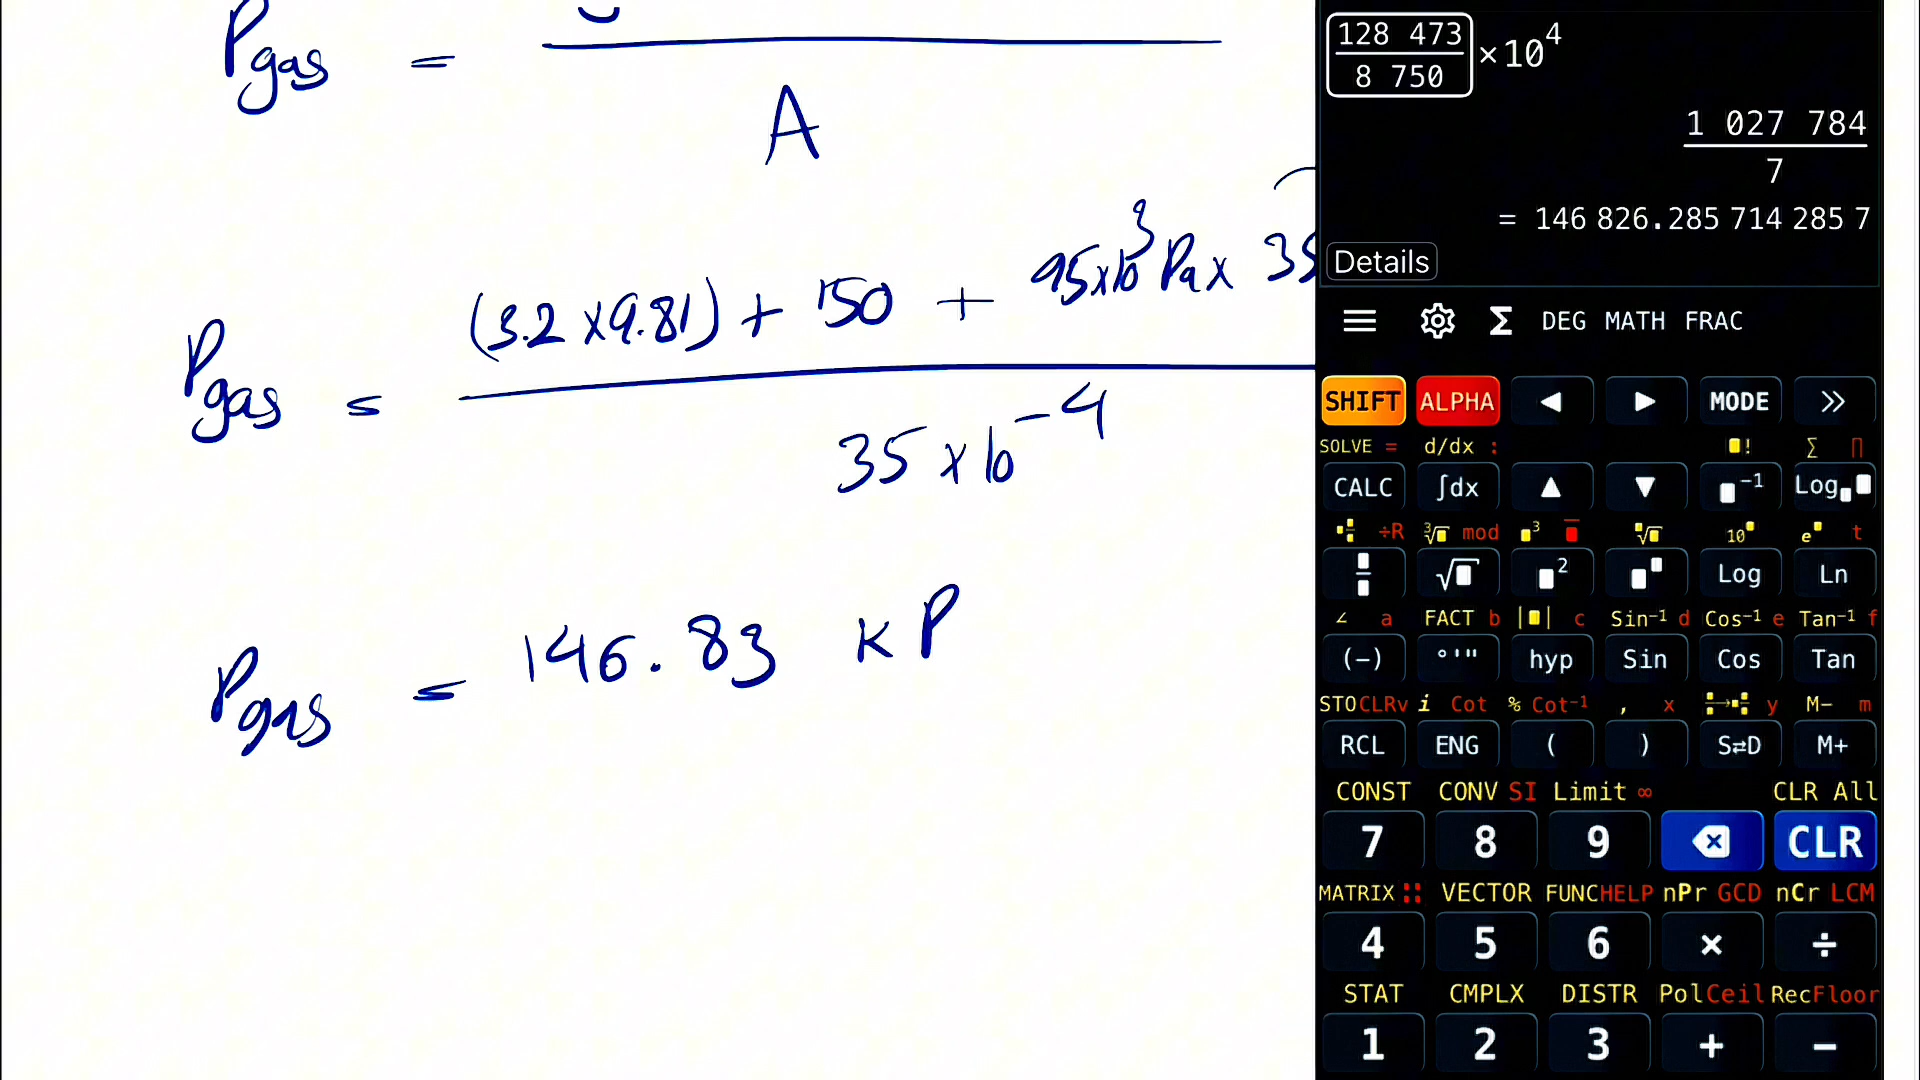 Pgas =
A
Pgas = (3.2 x 9.81) + 150 + 95x10³ Pa x 35
35 x 10⁻⁴
Pgas = 146.83 KP
128 473
8 750
×10⁴
1 027 784
7
= 146 826.285 714 285 7
Details
DEG MATH FRAC
SHIFT ALPHA ◀ ▶ MODE >>
SOLVE = d/dx : ! ∑ ∏
CALC ∫dx ▲ ▼ ⁻¹ Log
÷R ∛ mod ³ √ 10 e t
√ ² Log Ln
∠ a FACT b | | c Sin⁻¹ d Cos⁻¹ e Tan⁻¹ f
(−) °'" hyp Sin Cos Tan
STO CLRv i Cot % Cot⁻¹ , x y M− m
RCL ENG ( ) S⇄D M+
CONST CONV SI Limit ∞ CLR All
7 8 9 CLR
MATRIX VECTOR FUNC HELP nPr GCD nCr LCM
4 5 6 × ÷
STAT CMPLX DISTR Pol Ceil Rec Floor
1 2 3 + −